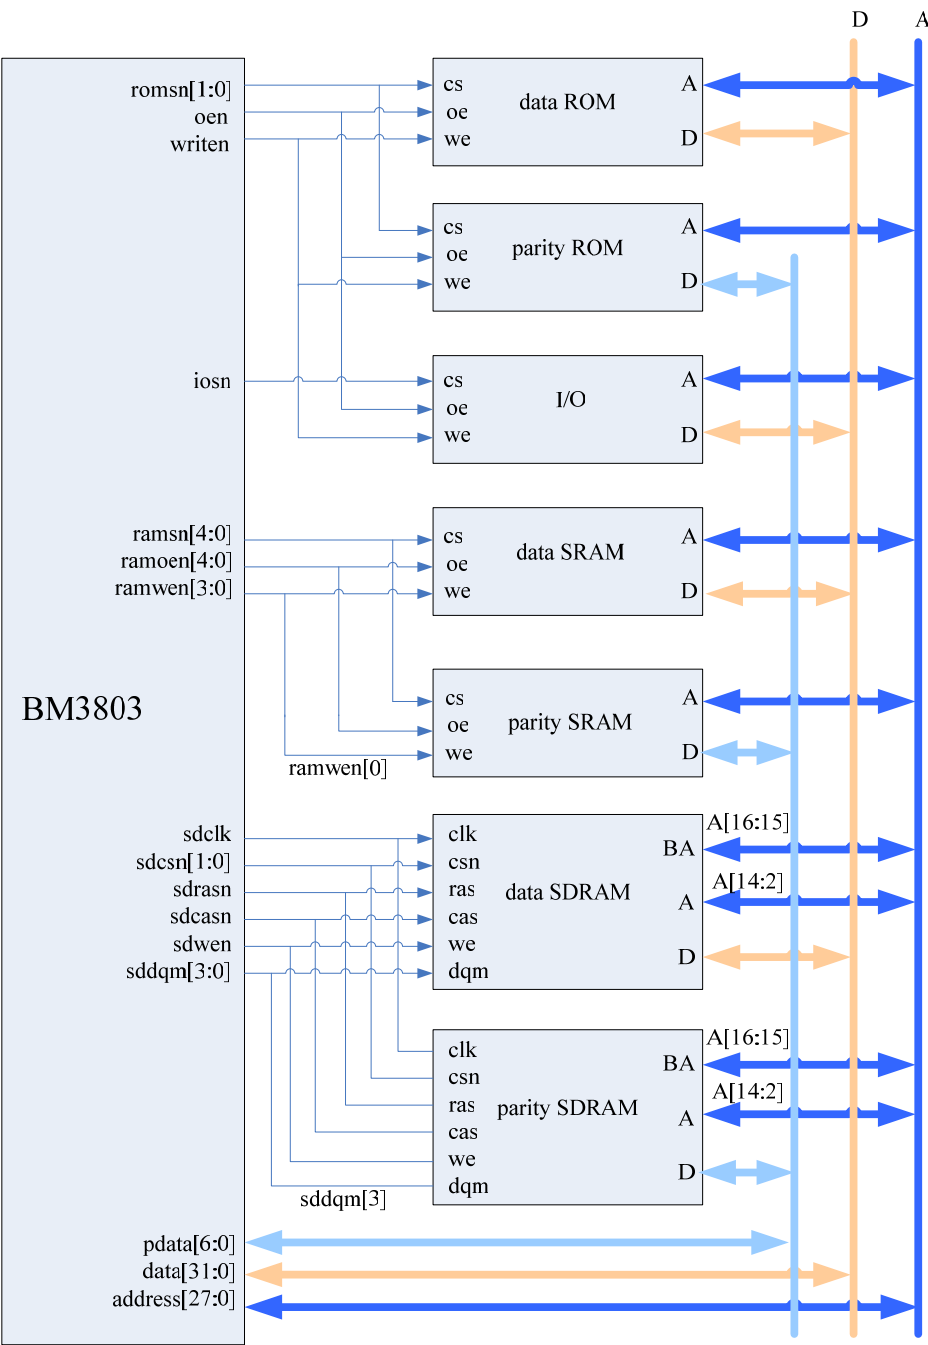 D A
romsn[1:0]
oen
writen
cs
oe
we
data ROM
A
D
cs
oe
we
parity ROM
A
D
iosn
cs
oe
we
I/O
A
D
ramsn[4:0]
ramoen[4:0]
ramwen[3:0]
cs
oe
we
data SRAM
A
D
BM3803
cs
oe
we
parity SRAM
A
D
ramwen[0]
sdclk
sdcsn[1:0]
sdrasn
sdcasn
sdwen
sddqm[3:0]
clk
csn
ras
cas
we
dqm
data SDRAM
BA
A
D
A[16:15]
A[14:2]
clk
csn
ras
cas
we
dqm
parity SDRAM
BA
A
D
A[16:15]
A[14:2]
sddqm[3]
pdata[6:0]
data[31:0]
address[27:0]